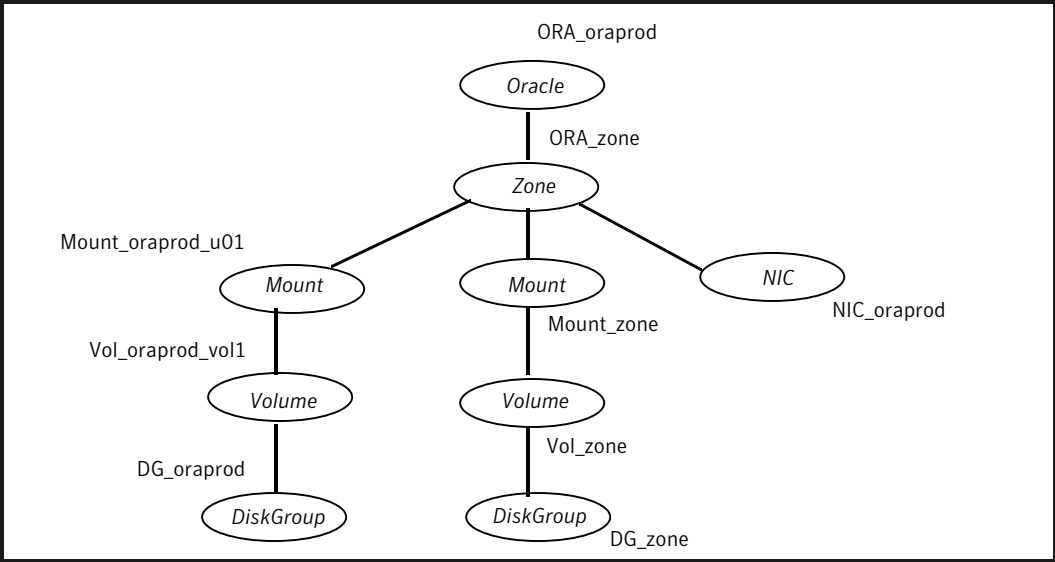 ORA_oraprod
Oracle
ORA_zone
Zone
Mount_oraprod_u01
Mount
Mount
NIC
Mount_zone
NIC_oraprod
Vol_oraprod_vol1
Volume
Volume
Vol_zone
DG_oraprod
DiskGroup
DiskGroup
DG_zone